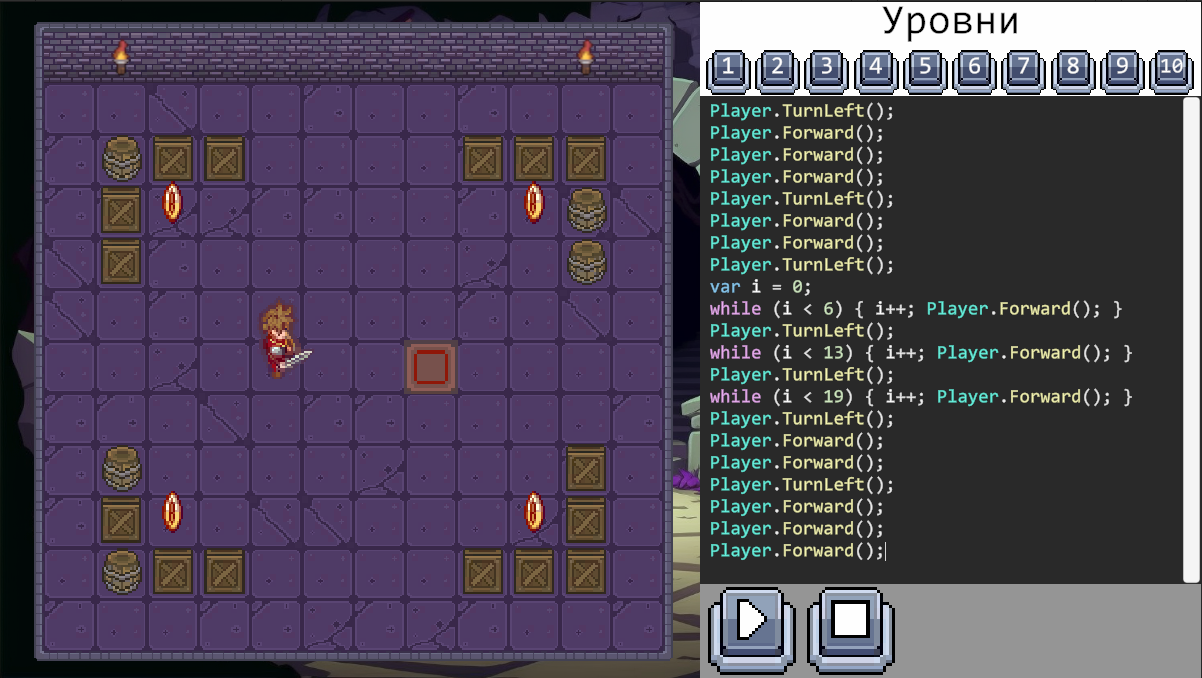 Уровни
1 2 3 4 5 6 7 8 9 10
Player.TurnLeft();
Player.Forward();
Player.Forward();
Player.Forward();
Player.TurnLeft();
Player.Forward();
Player.Forward();
Player.TurnLeft();
var i = 0;
while (i < 6) { i++; Player.Forward(); }
Player.TurnLeft();
while (i < 13) { i++; Player.Forward(); }
Player.TurnLeft();
while (i < 19) { i++; Player.Forward(); }
Player.TurnLeft();
Player.Forward();
Player.Forward();
Player.TurnLeft();
Player.Forward();
Player.Forward();
Player.Forward();